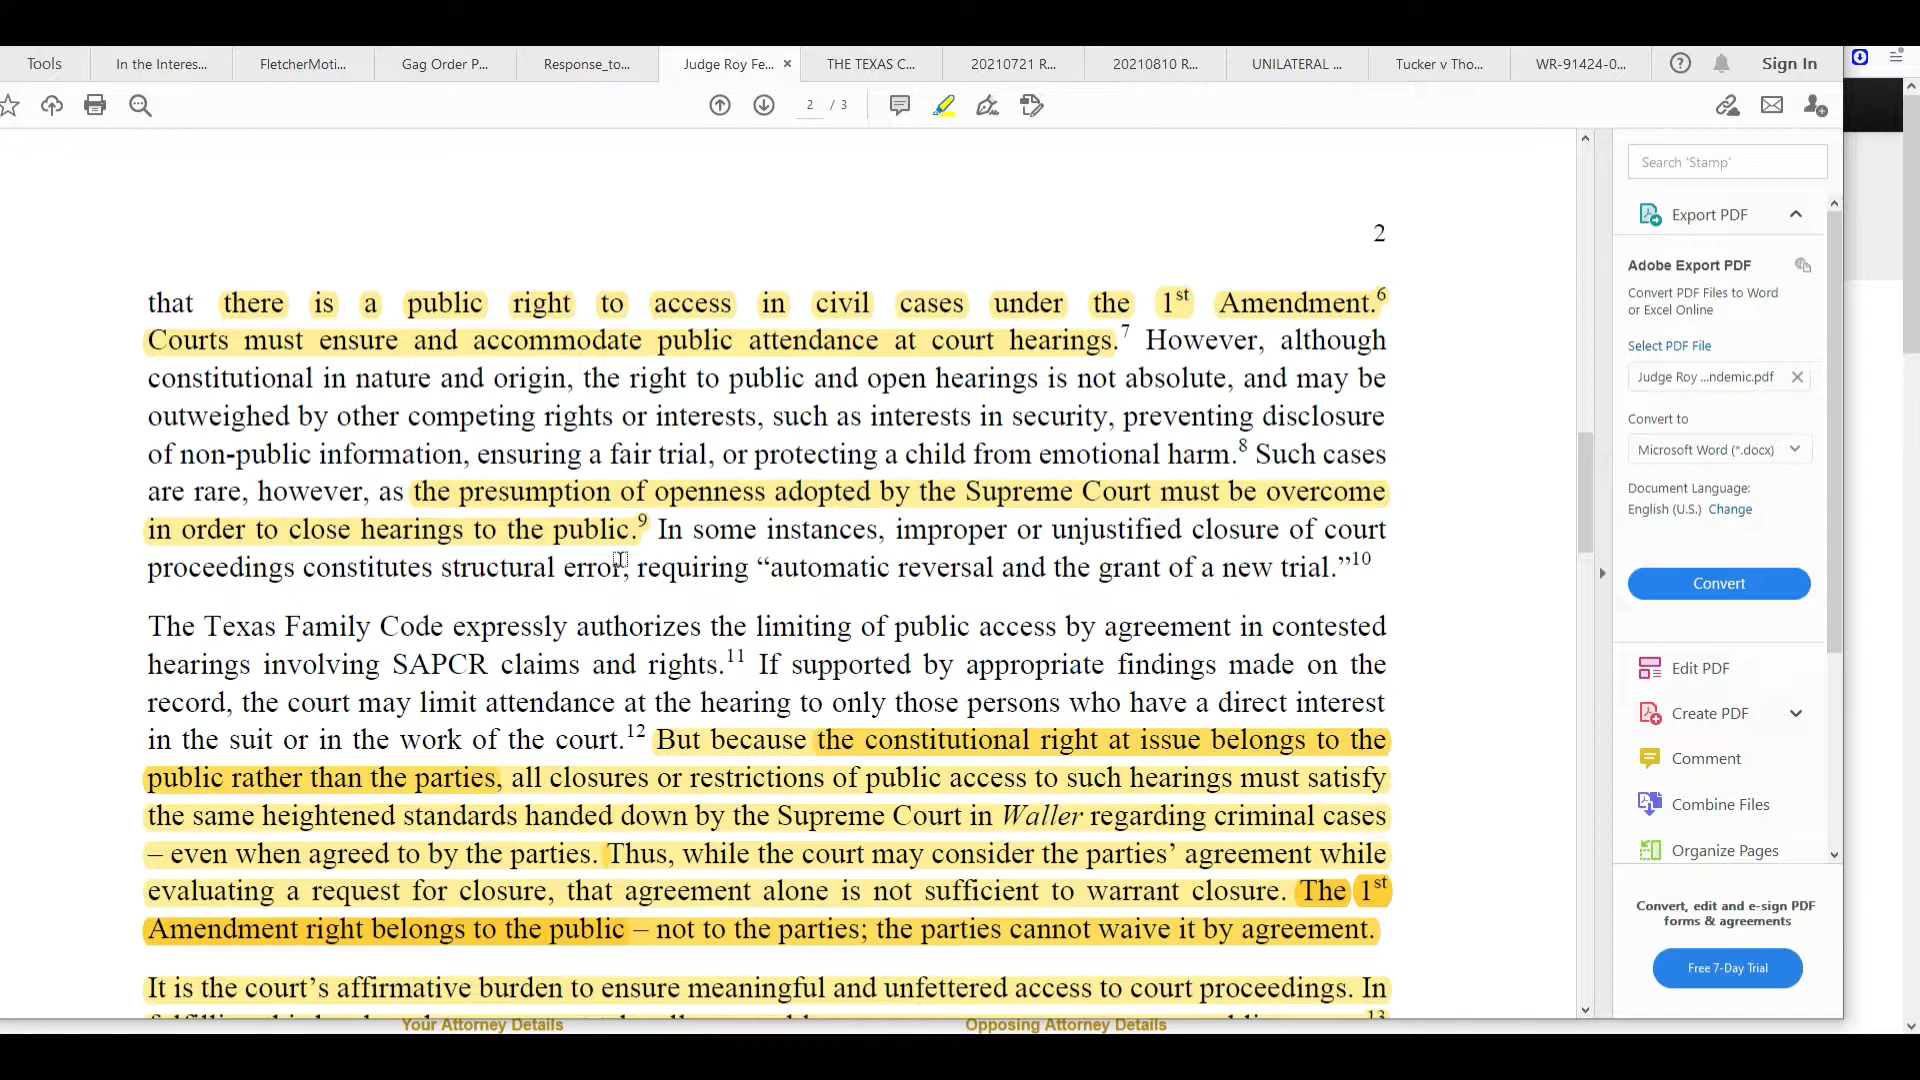 Tools
In the Interes...
FletcherMoti...
Gag Order P...
Response_to...
Judge Roy Fe... ×
THE TEXAS C...
20210721 R...
20210810 R...
UNILATERAL ...
Tucker v Tho...
WR-91424-0...
Sign In
2 / 3
2
that there is a public right to access in civil cases under the 1st Amendment.6
Courts must ensure and accommodate public attendance at court hearings.7 However, although
constitutional in nature and origin, the right to public and open hearings is not absolute, and may be
outweighed by other competing rights or interests, such as interests in security, preventing disclosure
of non-public information, ensuring a fair trial, or protecting a child from emotional harm.8 Such cases
are rare, however, as the presumption of openness adopted by the Supreme Court must be overcome
in order to close hearings to the public.9 In some instances, improper or unjustified closure of court
proceedings constitutes structural error, requiring “automatic reversal and the grant of a new trial.”10
The Texas Family Code expressly authorizes the limiting of public access by agreement in contested
hearings involving SAPCR claims and rights.11 If supported by appropriate findings made on the
record, the court may limit attendance at the hearing to only those persons who have a direct interest
in the suit or in the work of the court.12 But because the constitutional right at issue belongs to the
public rather than the parties, all closures or restrictions of public access to such hearings must satisfy
the same heightened standards handed down by the Supreme Court in Waller regarding criminal cases
– even when agreed to by the parties. Thus, while the court may consider the parties’ agreement while
evaluating a request for closure, that agreement alone is not sufficient to warrant closure. The 1st
Amendment right belongs to the public – not to the parties; the parties cannot waive it by agreement.
It is the court’s affirmative burden to ensure meaningful and unfettered access to court proceedings. In
13
Your Attorney Details
Opposing Attorney Details
Search 'Stamp'
Export PDF
Adobe Export PDF
Convert PDF Files to Word
or Excel Online
Select PDF File
Judge Roy ...ndemic.pdf ×
Convert to
Microsoft Word (*.docx)
Document Language:
English (U.S.) Change
Convert
Edit PDF
Create PDF
Comment
Combine Files
Organize Pages
Convert, edit and e-sign PDF
forms & agreements
Free 7-Day Trial